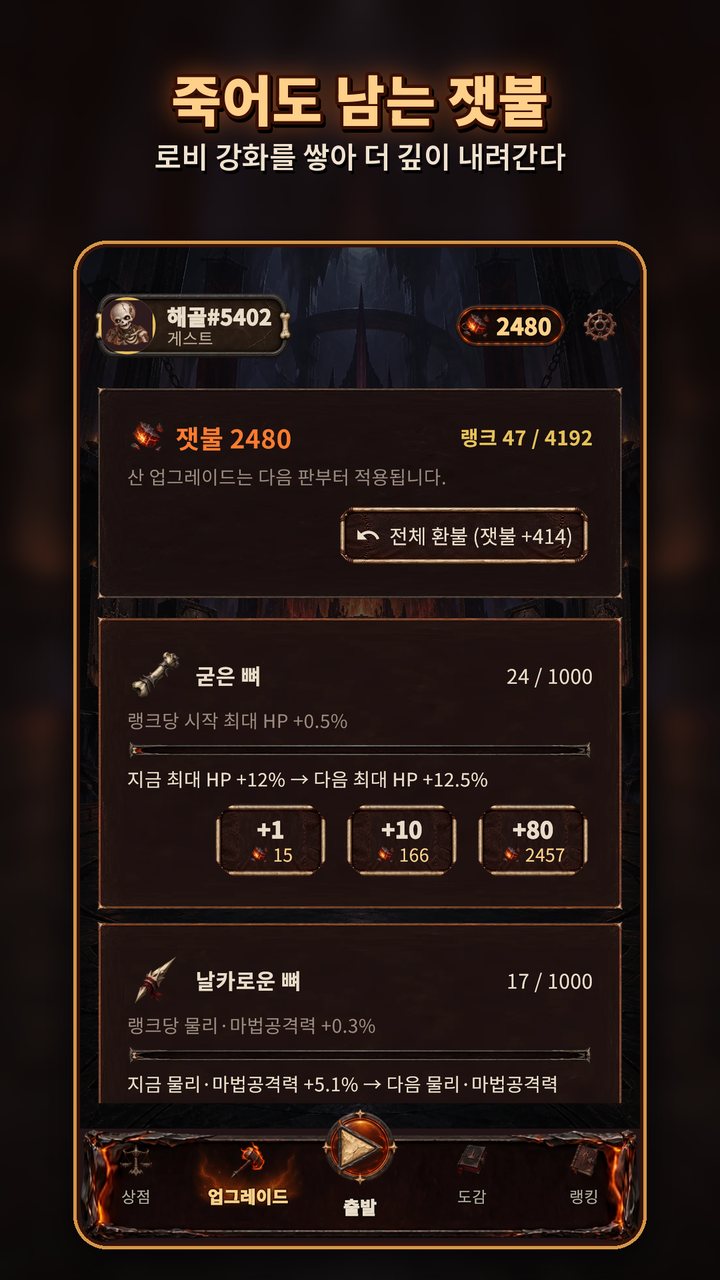 죽어도 남는 잿불
로비 강화를 쌓아 더 깊이 내려간다
해골#5402
게스트
2480
잿불 2480
랭크 47 / 4192
산 업그레이드는 다음 판부터 적용됩니다.
전체 환불 (잿불 +414)
굳은 뼈
24 / 1000
랭크당 시작 최대 HP +0.5%
지금 최대 HP +12% → 다음 최대 HP +12.5%
+1
15
+10
166
+80
2457
날카로운 뼈
17 / 1000
랭크당 물리·마법공격력 +0.3%
지금 물리·마법공격력 +5.1% → 다음 물리·마법공격력
상점
업그레이드
출발
도감
랭킹